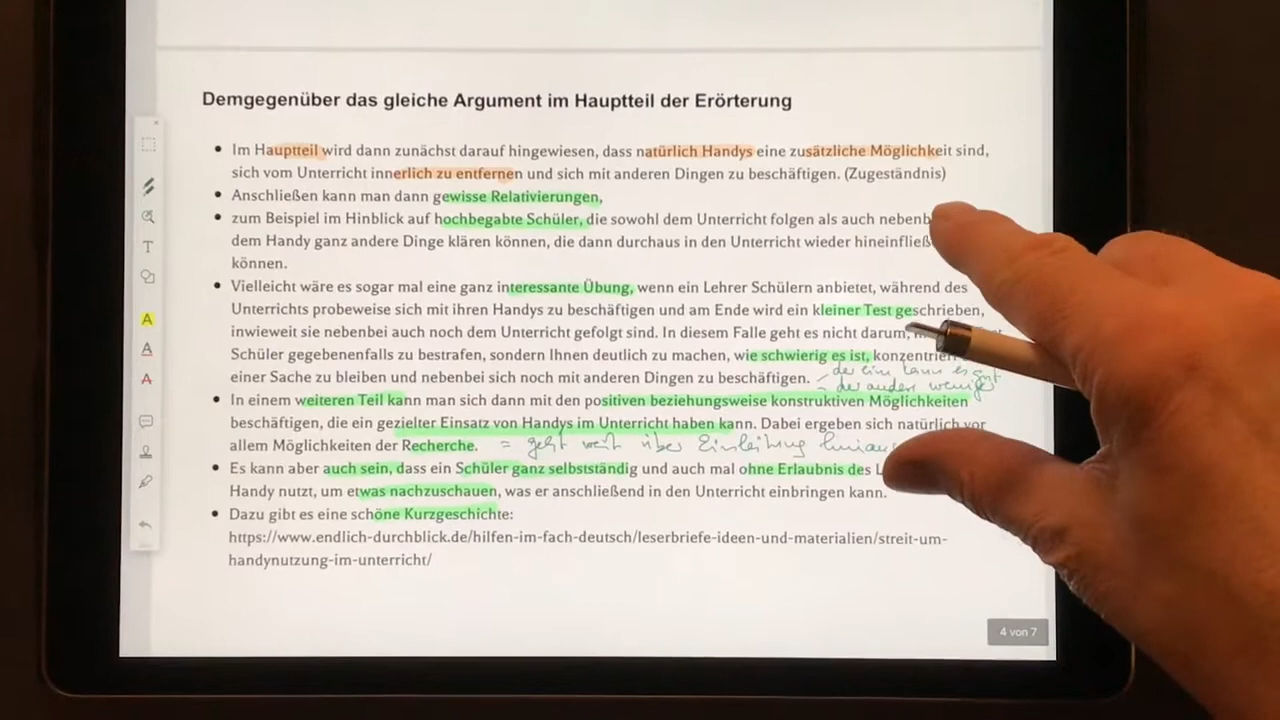 Demgegenüber das gleiche Argument im Hauptteil der Erörterung
• Im Hauptteil wird dann zunächst darauf hingewiesen, dass natürlich Handys eine zusätzliche Möglichkeit sind,
sich vom Unterricht innerlich zu entfernen und sich mit anderen Dingen zu beschäftigen. (Zugeständnis)
• Anschließen kann man dann gewisse Relativierungen,
• zum Beispiel im Hinblick auf hochbegabte Schüler, die sowohl dem Unterricht folgen als auch nebenb
dem Handy ganz andere Dinge klären können, die dann durchaus in den Unterricht wieder hineinfließ
können.
• Vielleicht wäre es sogar mal eine ganz interessante Übung, wenn ein Lehrer Schülern anbietet, während des
Unterrichts probeweise sich mit ihren Handys zu beschäftigen und am Ende wird ein kleiner Test geschrieben,
inwieweit sie nebenbei auch noch dem Unterricht gefolgt sind. In diesem Falle geht es nicht darum,
Schüler gegebenenfalls zu bestrafen, sondern Ihnen deutlich zu machen, wie schwierig es ist, konzentrier
der eine kann es gut
einer Sache zu bleiben und nebenbei sich noch mit anderen Dingen zu beschäftigen. der andere weniger
• In einem weiteren Teil kann man sich dann mit den positiven beziehungsweise konstruktiven Möglichkeiten
beschäftigen, die ein gezielter Einsatz von Handys im Unterricht haben kann. Dabei ergeben sich natürlich vor
allem Möglichkeiten der Recherche. = geht weit über Einleitung hinaus
• Es kann aber auch sein, dass ein Schüler ganz selbstständig und auch mal ohne Erlaubnis des L
Handy nutzt, um etwas nachzuschauen, was er anschließend in den Unterricht einbringen kann.
• Dazu gibt es eine schöne Kurzgeschichte:
https://www.endlich-durchblick.de/hilfen-im-fach-deutsch/leserbriefe-ideen-und-materialien/streit-um-
handynutzung-im-unterricht/
4 von 7